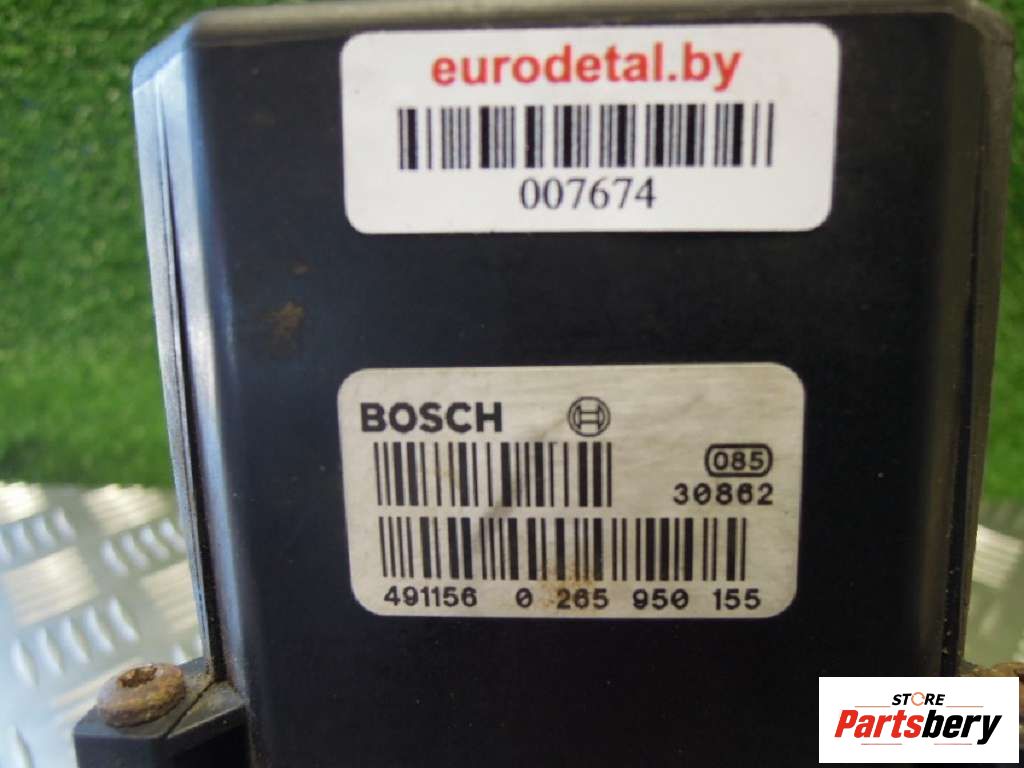 eurodetal.by
007674
BOSCH
085
30862
491156 0 265 950 155
STORE
Partsbery